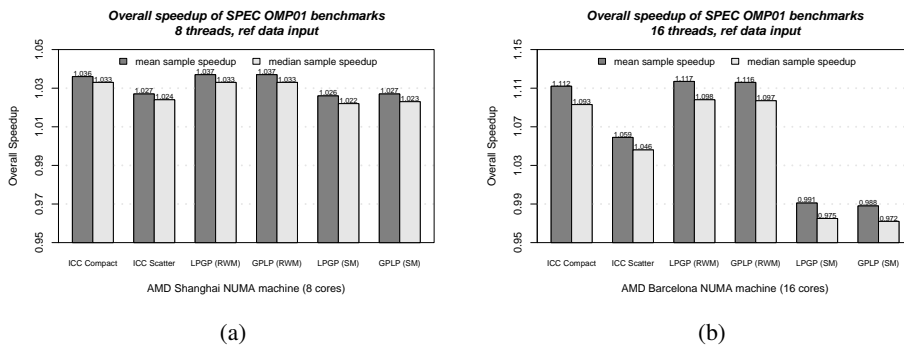 Overall speedup of SPEC OMP01 benchmarks
8 threads, ref data input
mean sample speedup
median sample speedup
Overall Speedup
1.05
1.03
1.01
0.99
0.97
0.95
1.036
1.033
1.027
1.024
1.037
1.033
1.037
1.033
1.026
1.022
1.027
1.023
ICC Compact ICC Scatter LPGP (RWM) GPLP (RWM) LPGP (SM) GPLP (SM)
AMD Shanghai NUMA machine (8 cores)
(a)
Overall speedup of SPEC OMP01 benchmarks
16 threads, ref data input
mean sample speedup
median sample speedup
Overall Speedup
1.15
1.11
1.07
1.03
0.99
0.95
1.112
1.093
1.059
1.046
1.117
1.098
1.116
1.097
0.991
0.975
0.988
0.972
ICC Compact ICC Scatter LPGP (RWM) GPLP (RWM) LPGP (SM) GPLP (SM)
AMD Barcelona NUMA machine (16 cores)
(b)